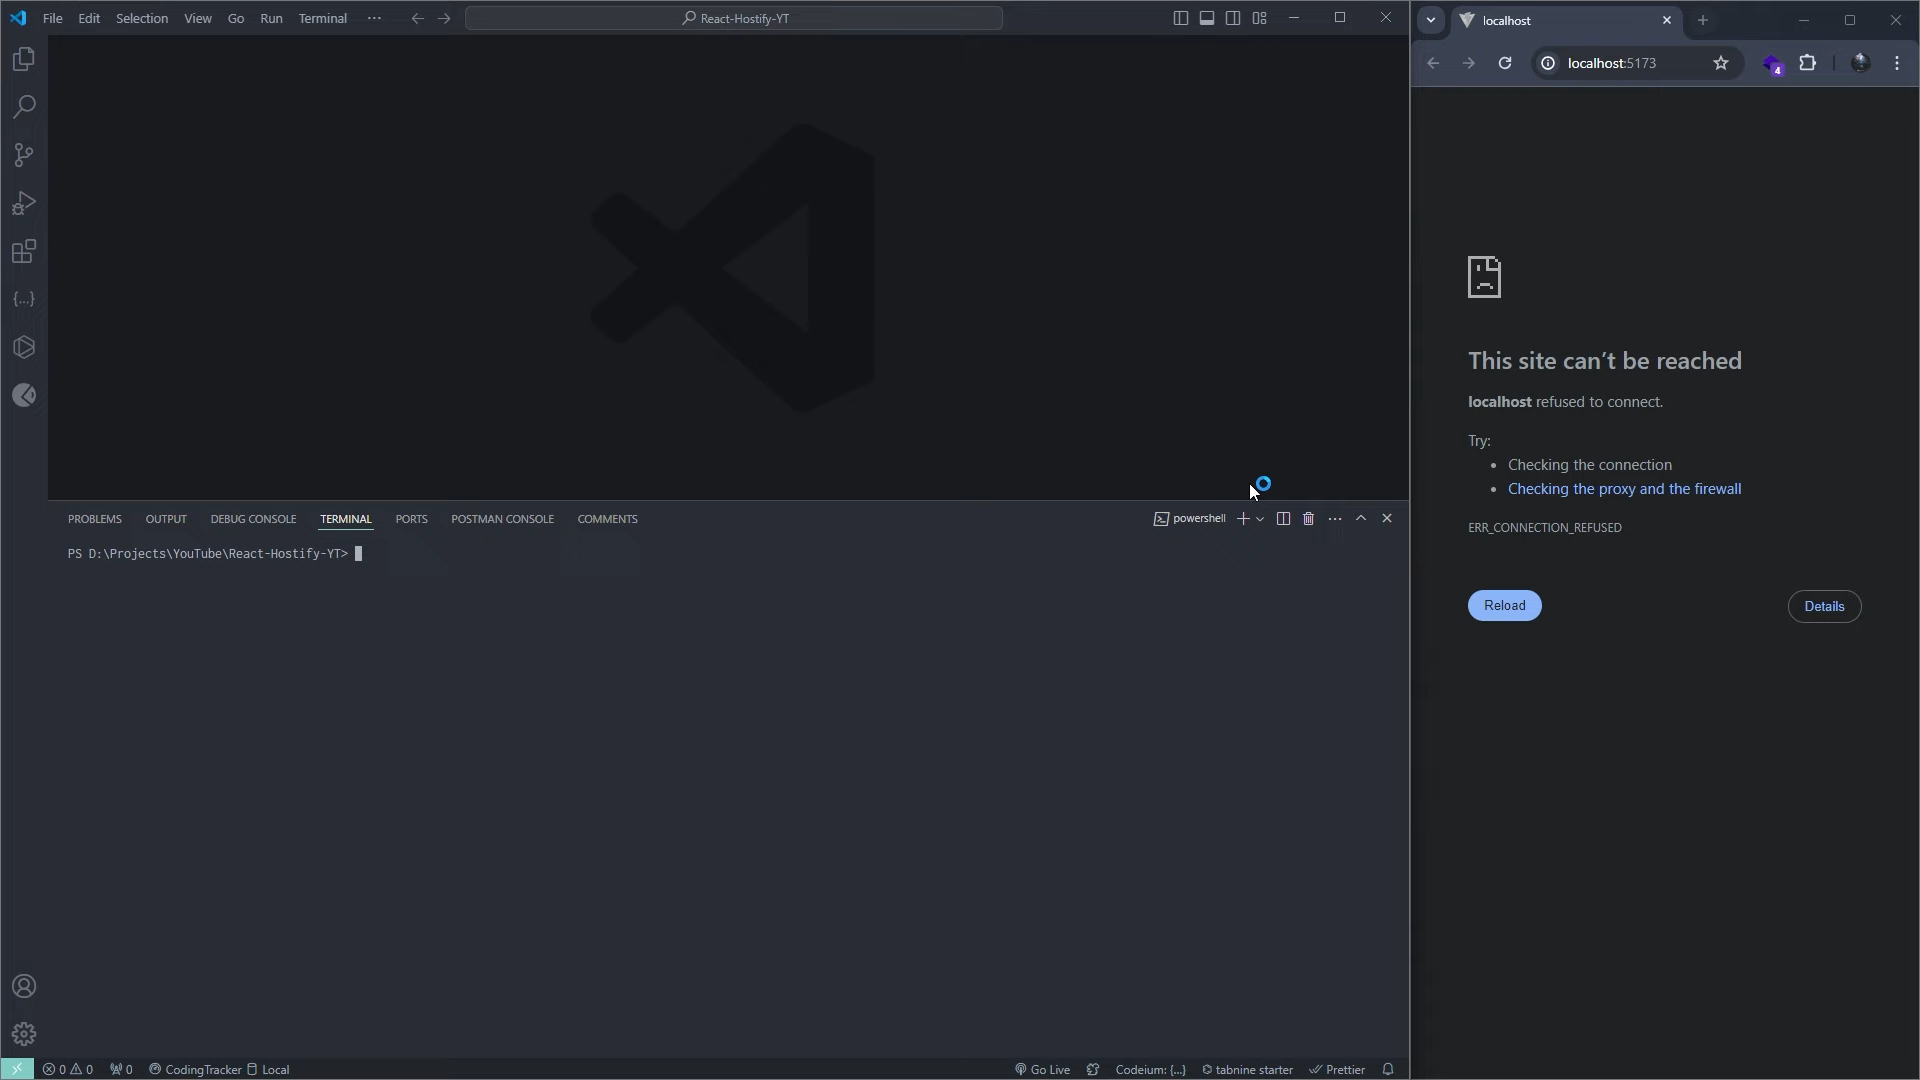 File Edit Selection View Go Run Terminal ···
React-Hostify-YT
localhost
localhost:5173
4
This site can’t be reached
localhost refused to connect.
Try:
• Checking the connection
• Checking the proxy and the firewall
ERR_CONNECTION_REFUSED
Reload
Details
PROBLEMS OUTPUT DEBUG CONSOLE TERMINAL PORTS POSTMAN CONSOLE COMMENTS
powershell
PS D:\Projects\YouTube\React-Hostify-YT>
0 0 0 CodingTracker Local
Go Live Codeium: {...} tabnine starter Prettier